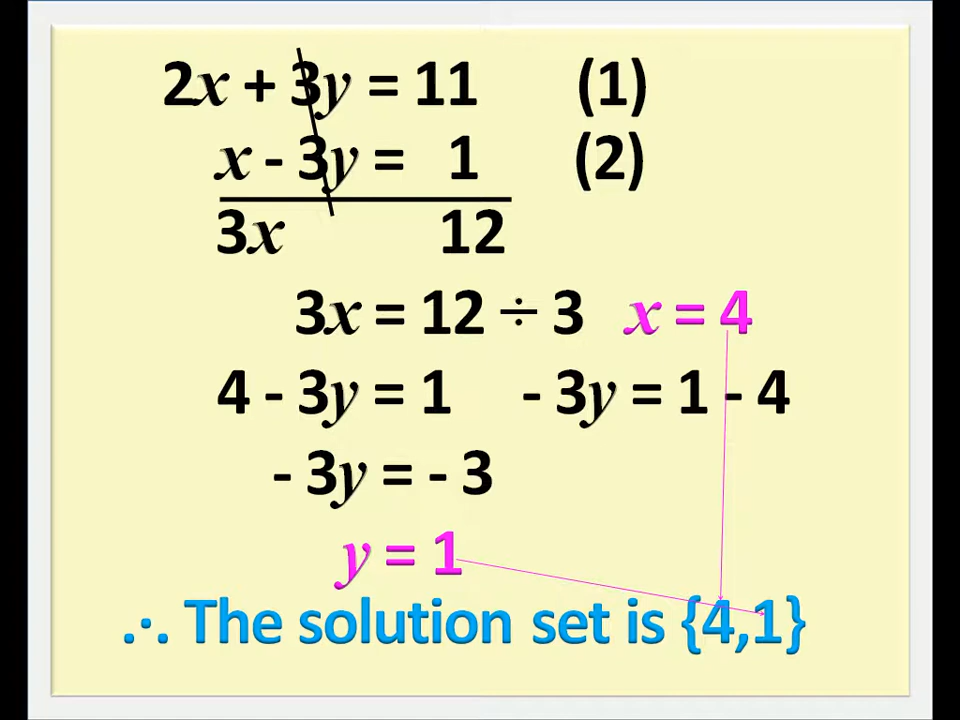 2x + 3y = 11 (1)
x - 3y = 1 (2)
3x 12
3x = 12 ÷ 3 x = 4
4 - 3y = 1 - 3y = 1 - 4
- 3y = - 3
y = 1
∴ The solution set is {4,1}